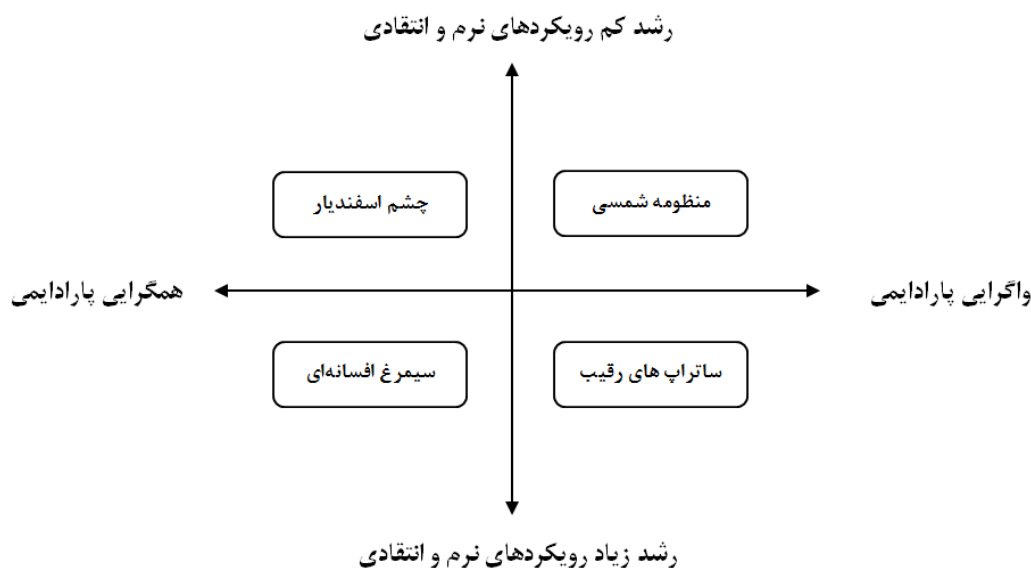 رشد کم رویکردهای نرم و انتقادی
منظومه شمسی
چشم اسفندیار
واگرایی پارادایمی
همگرایی پارادایمی
ساتراپ های رقیب
سیمرغ افسانه‌ای
رشد زیاد رویکردهای نرم و انتقادی